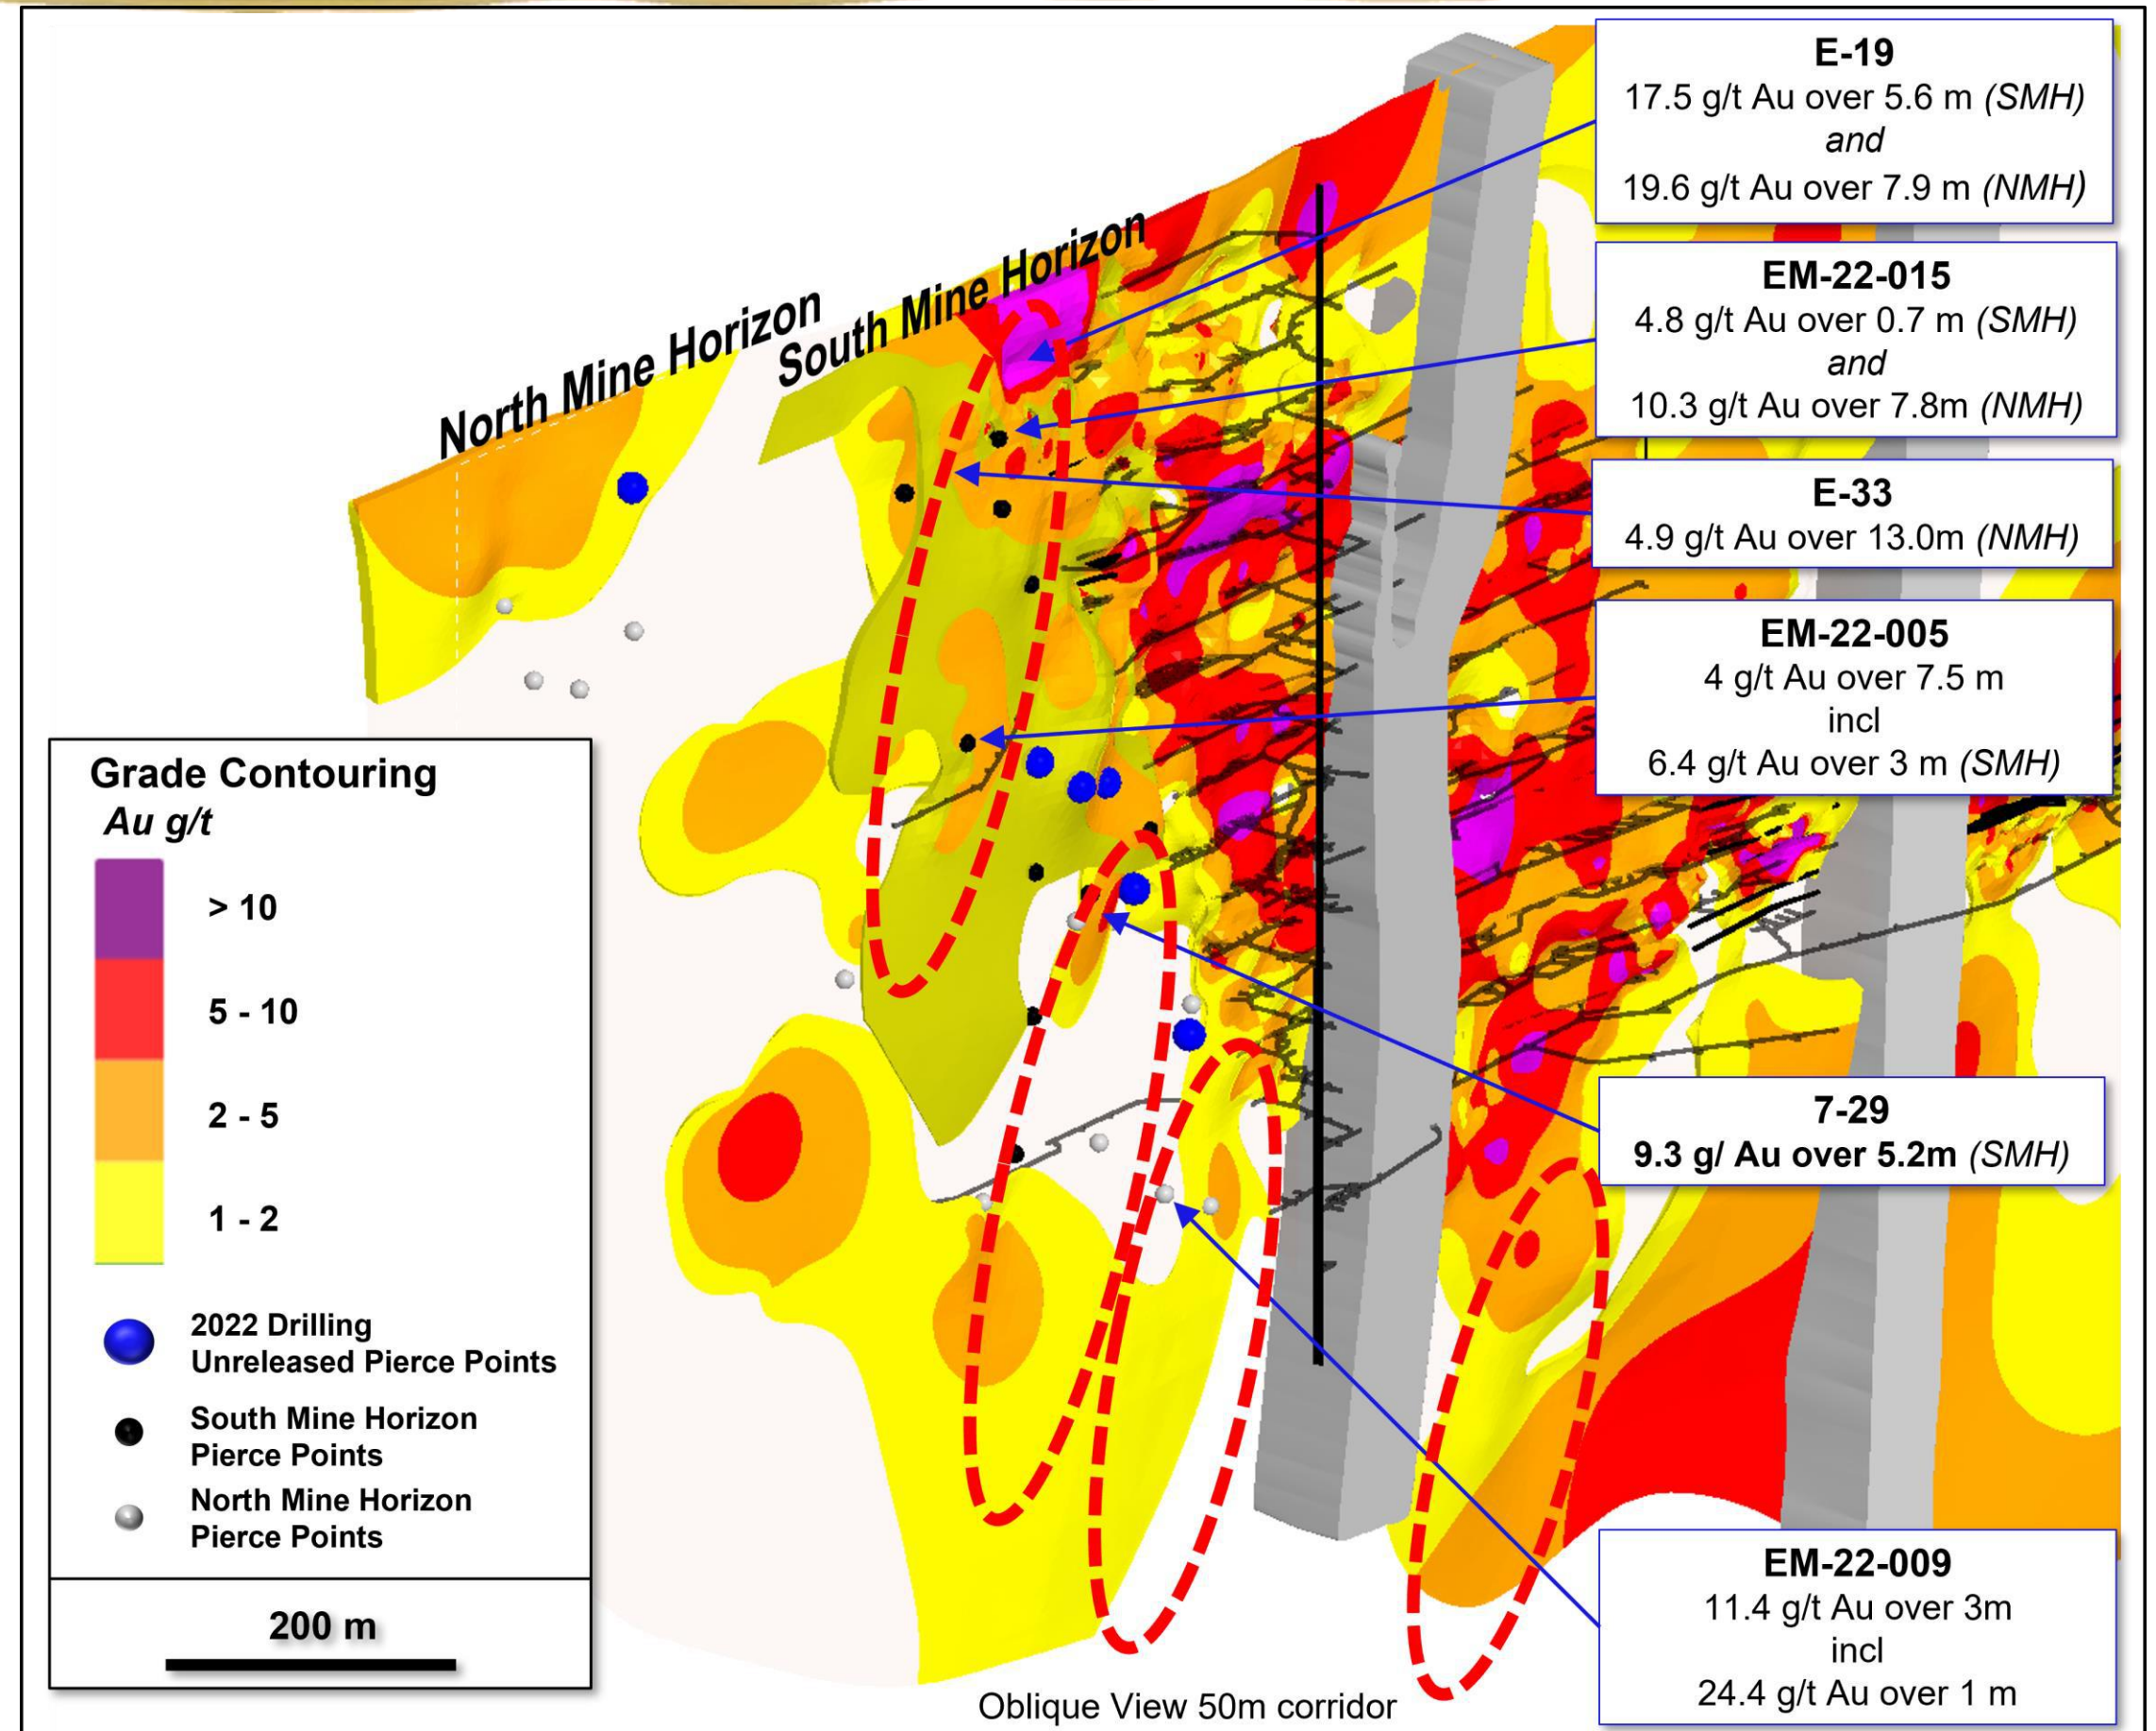 North Mine Horizon
South Mine Horizon
E-19
17.5 g/t Au over 5.6 m (SMH)
and
19.6 g/t Au over 7.9 m (NMH)
EM-22-015
4.8 g/t Au over 0.7 m (SMH)
and
10.3 g/t Au over 7.8m (NMH)
E-33
4.9 g/t Au over 13.0m (NMH)
EM-22-005
4 g/t Au over 7.5 m
incl
6.4 g/t Au over 3 m (SMH)
7-29
9.3 g/ Au over 5.2m (SMH)
EM-22-009
11.4 g/t Au over 3m
incl
24.4 g/t Au over 1 m
Grade Contouring
Au g/t
> 10
5 - 10
2 - 5
1 - 2
2022 Drilling
Unreleased Pierce Points
South Mine Horizon
Pierce Points
North Mine Horizon
Pierce Points
200 m
Oblique View 50m corridor